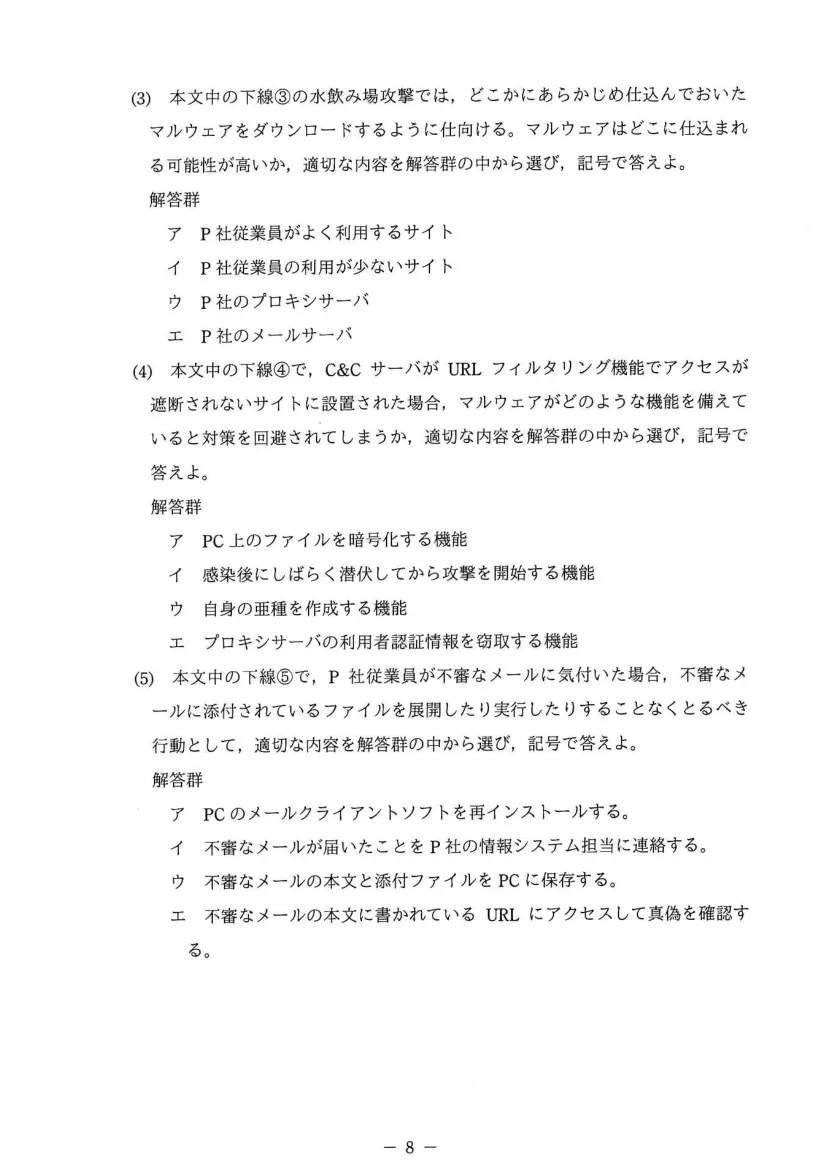 (3) 本文中の下線③の水飲み場攻撃では，どこかにあらかじめ仕込んでおいた
マルウェアをダウンロードするように仕向ける。マルウェアはどこに仕込まれ
る可能性が高いか，適切な内容を解答群の中から選び，記号で答えよ。
解答群
ア P社従業員がよく利用するサイト
イ P社従業員の利用が少ないサイト
ウ P社のプロキシサーバ
エ P社のメールサーバ
(4) 本文中の下線④で，C&C サーバが URL フィルタリング機能でアクセスが
遮断されないサイトに設置された場合，マルウェアがどのような機能を備えて
いると対策を回避されてしまうか，適切な内容を解答群の中から選び，記号で
答えよ。
解答群
ア PC上のファイルを暗号化する機能
イ 感染後にしばらく潜伏してから攻撃を開始する機能
ウ 自身の亜種を作成する機能
エ プロキシサーバの利用者認証情報を窃取する機能
(5) 本文中の下線⑤で，P 社従業員が不審なメールに気付いた場合，不審なメ
ールに添付されているファイルを展開したり実行したりすることなくとるべき
行動として，適切な内容を解答群の中から選び，記号で答えよ。
解答群
ア PCのメールクライアントソフトを再インストールする。
イ 不審なメールが届いたことをP社の情報システム担当に連絡する。
ウ 不審なメールの本文と添付ファイルをPCに保存する。
エ 不審なメールの本文に書かれている URL にアクセスして真偽を確認す
る。
－ 8 －